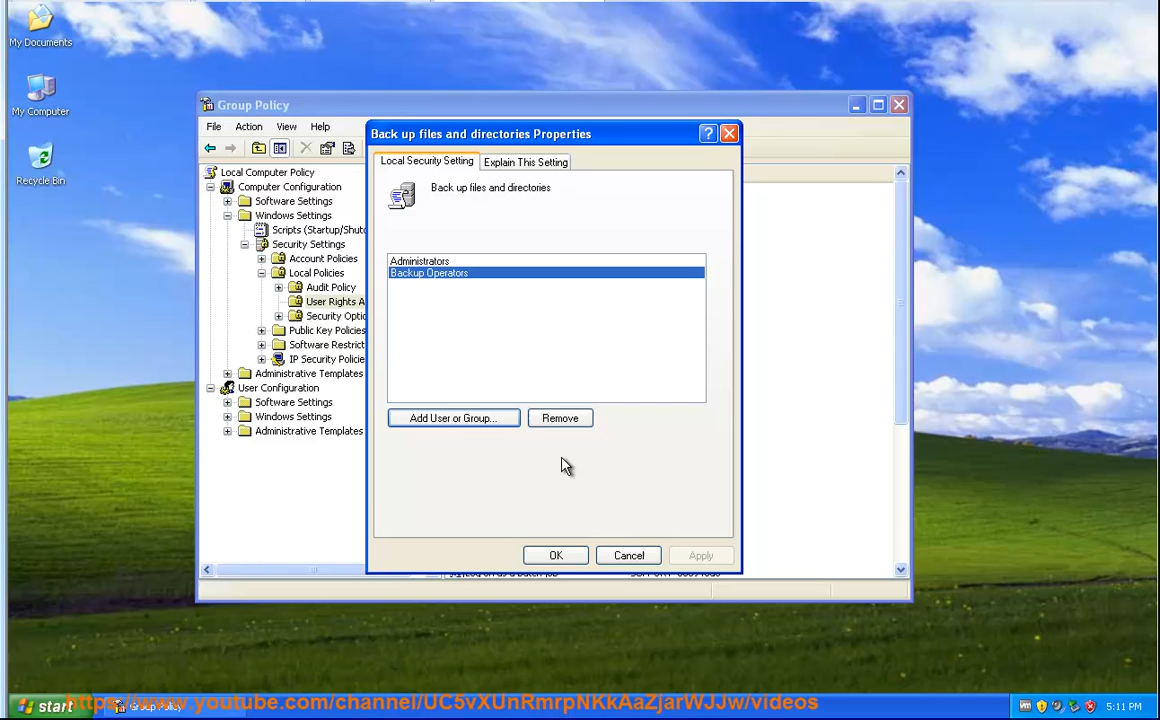 My Documents
My Computer
Recycle Bin
Group Policy
File Action View Help
Local Computer Policy
Computer Configuration
Software Settings
Windows Settings
Scripts (Startup/Shutd
Security Settings
Account Policies
Local Policies
Audit Policy
User Rights A
Security Optio
Public Key Policies
Software Restrict
IP Security Policie
Administrative Templates
User Configuration
Software Settings
Windows Settings
Administrative Templates
Back up files and directories Properties
Local Security Setting Explain This Setting
Back up files and directories
Administrators
Backup Operators
Add User or Group... Remove
OK Cancel Apply
start
Group Policy
https://www.youtube.com/channel/UC5vXUnRmrpNKkAaZjarWJJw/videos
5:11 PM